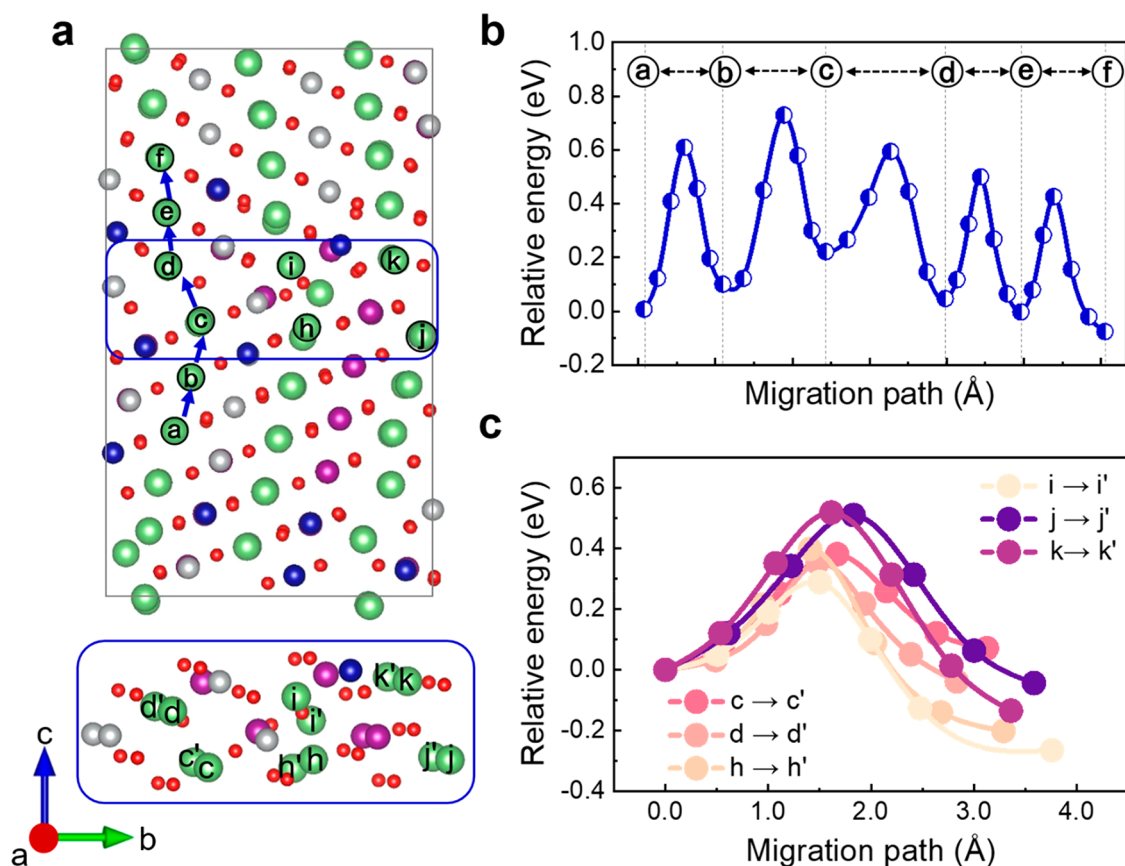 a
f
e
d
i
k
c
h
j
b
a
k' k
i
d' d
i'
c' c
h' h
j' j
c
b
a
b
1.0
0.8
0.6
0.4
0.2
0.0
-0.2
Relative energy (eV)
a b c d e f
Migration path (Å)
c
0.6
0.4
0.2
0.0
-0.2
-0.4
Relative energy (eV)
i → i'
j → j'
k → k'
c → c'
d → d'
h → h'
0.0 1.0 2.0 3.0 4.0
Migration path (Å)